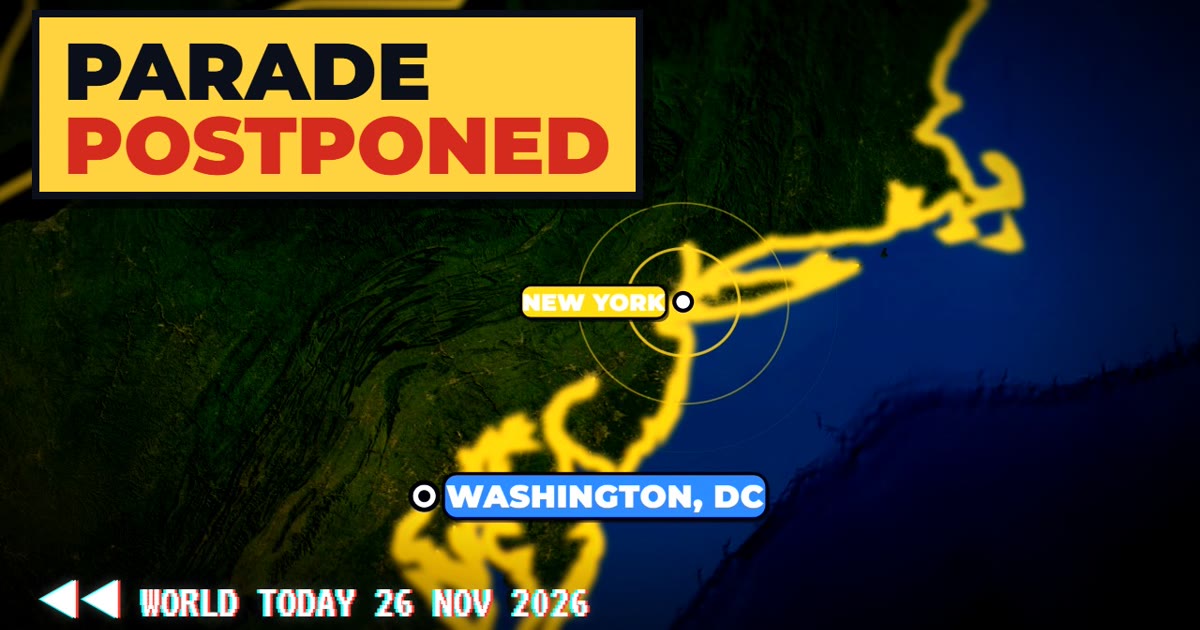 PARADE
POSTPONED
NEW YORK
WASHINGTON, DC
WORLD TODAY 26 NOV 2026